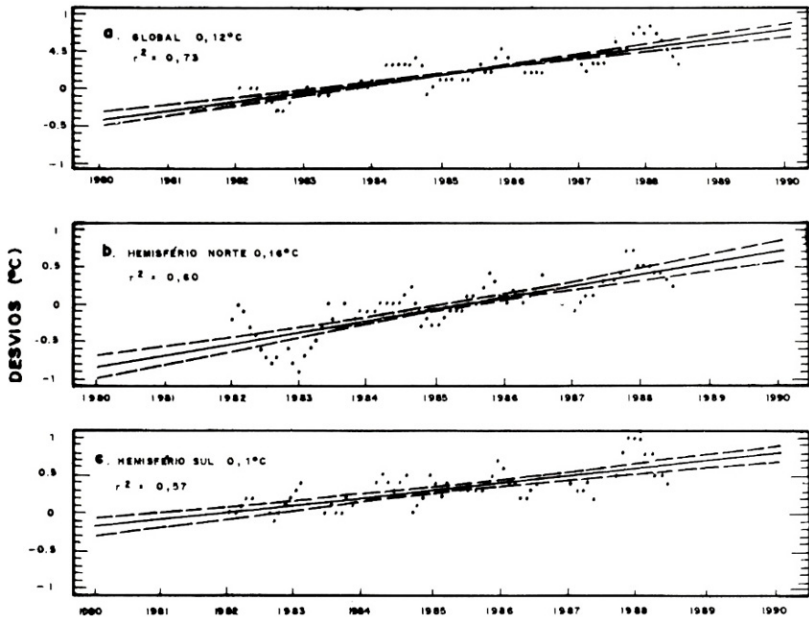 1
a. GLOBAL 0,12°C
4.5
r² = 0,73
0
-0.5
-1
1980 1981 1982 1983 1984 1985 1986 1987 1988 1989 1990
DESVIOS (°C)
1
b. HEMISFÉRIO NORTE 0,16°C
0.5
r² = 0,60
0
-0.5
-1
1980 1981 1982 1983 1984 1985 1986 1987 1988 1989 1990
1
c. HEMISFÉRIO SUL 0,1°C
0.5
r² = 0,57
0
-0.5
-1
1980 1981 1982 1983 1984 1985 1986 1987 1988 1989 1990